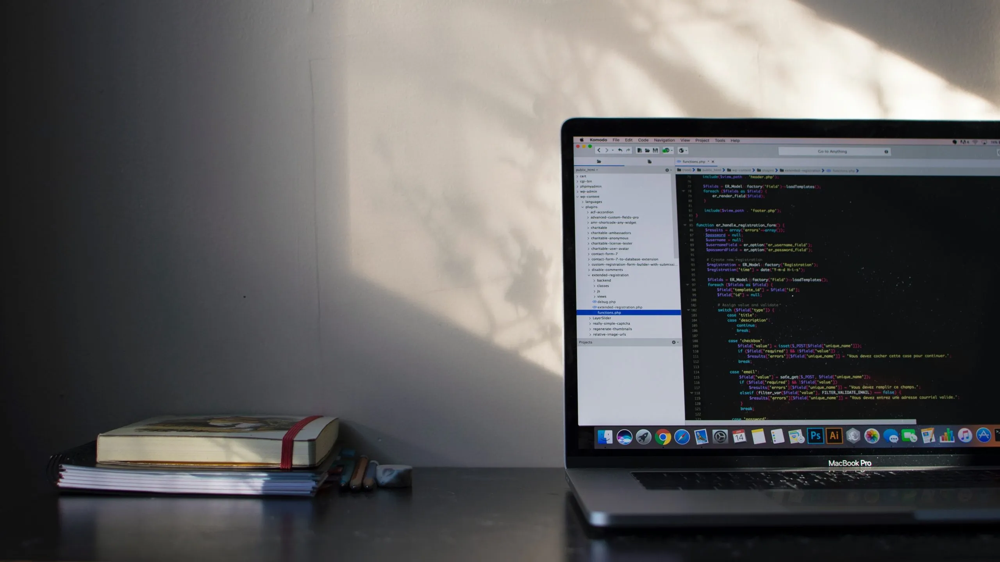 Komodo File Edit Code Navigation View Project Tools Help
Go to Anything
functions.php
public_html
(root) public_html wp-content plugins extended-registration functions.php
cert
cgi-bin
phpmyadmin
wp-admin
wp-content
languages
plugins
acf-accordion
advanced-custom-fields-pro
amr-shortcode-any-widget
charitable
charitable-ambassadors
charitable-anonymous
charitable-license-tester
charitable-user-avatar
contact-form-7
contact-form-7-to-database-extension
custom-registration-form-builder-with-submissi...
disable-comments
extended-registration
backend
classes
js
views
debug.php
extended-registration.php
functions.php
LayerSlider
really-simple-captcha
regenerate-thumbnails
relative-image-urls
Projects
75 include($view_path . 'header.php');
76
77 $fields = ER_Model::factory('Field')->loadTemplates();
78 foreach ($fields as $field) {
79 er_render_field($field);
80 }
81
82 include($view_path . 'footer.php');
83 }
84
85 function er_handle_registration_form() {
86 $results = array('errors'=>array());
87 $password = null;
88 $username = null;
89 $usernameField = er_option('er_username_field');
90 $passwordField = er_option('er_password_field');
91
92 # Create new registration
93 $registration = ER_Model::factory('Registration');
94 $registration['time'] = date('Y-m-d H-i-s');
95
96 $fields = ER_Model::factory('Field')->loadTemplates();
97 foreach ($fields as $field) {
98 $field['template_id'] = $field['id'];
99 $field['id'] = null;
100
101 # Assign value and validate
102 switch ($field['type']) {
103 case 'title':
104 case 'description':
105 continue;
106 break;
107
108 case 'checkbox':
109 $field['value'] = isset($_POST[$field['unique_name']]);
110 if ($field['required'] && !$field['value'])
111 $results['errors'][$field['unique_name']] = 'Vous devez cocher cette case pour continuer.';
112 break;
113
114 case 'email':
115 $field['value'] = safe_get($_POST, $field['unique_name']);
116 if ($field['required'] && !$field['value'])
117 $results['errors'][$field['unique_name']] = 'Vous devez remplir ce champs.';
118 elseif (filter_var($field['value'], FILTER_VALIDATE_EMAIL) === false) {
119 $results['errors'][$field['unique_name']] = 'Vous devez entrez une adresse courriel valide.';
120 }
121 break;
122
123 case 'password':
JAN
14
Ps
Ai
MacBook Pro